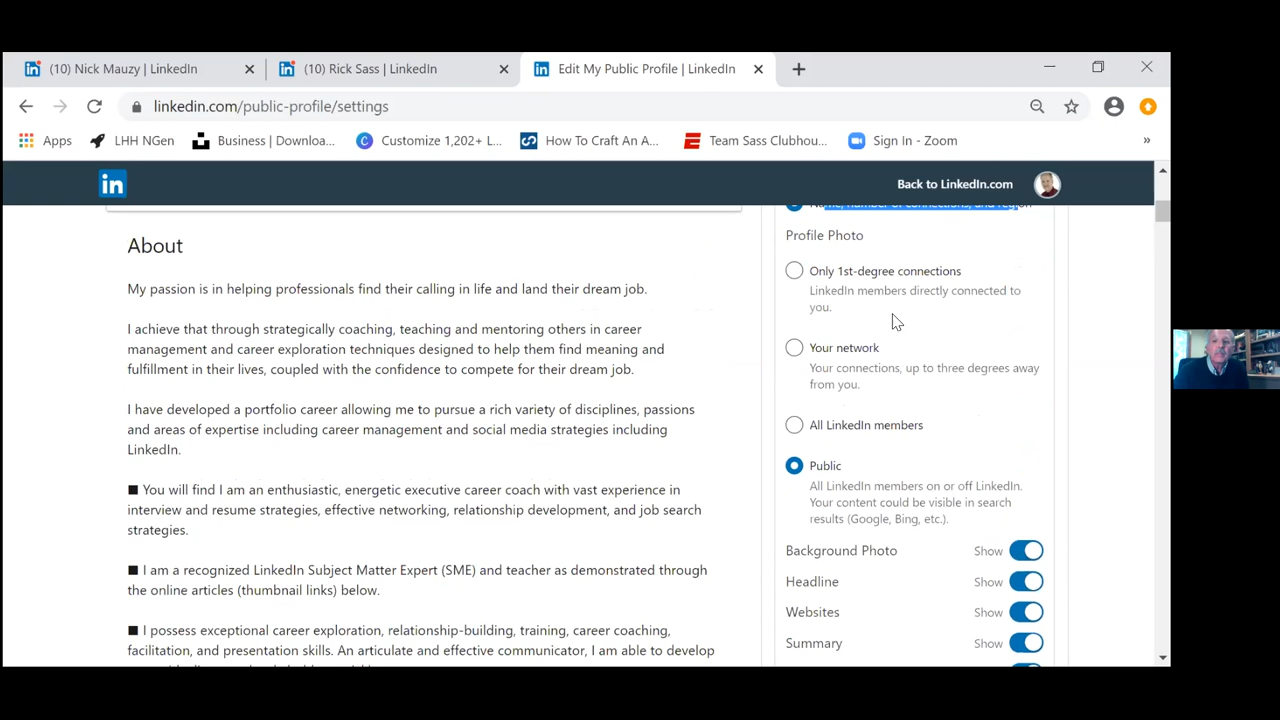 (10) Nick Mauzy | LinkedIn
(10) Rick Sass | LinkedIn
Edit My Public Profile | LinkedIn
linkedin.com/public-profile/settings
Apps
LHH NGen
Business | Downloa...
Customize 1,202+ L...
How To Craft An A...
Team Sass Clubhou...
Sign In - Zoom
»
in
Back to LinkedIn.com
About
My passion is in helping professionals find their calling in life and land their dream job.
I achieve that through strategically coaching, teaching and mentoring others in career
management and career exploration techniques designed to help them find meaning and
fulfillment in their lives, coupled with the confidence to compete for their dream job.
I have developed a portfolio career allowing me to pursue a rich variety of disciplines, passions
and areas of expertise including career management and social media strategies including
LinkedIn.
■ You will find I am an enthusiastic, energetic executive career coach with vast experience in
interview and resume strategies, effective networking, relationship development, and job search
strategies.
■ I am a recognized LinkedIn Subject Matter Expert (SME) and teacher as demonstrated through
the online articles (thumbnail links) below.
■ I possess exceptional career exploration, relationship-building, training, career coaching,
facilitation, and presentation skills. An articulate and effective communicator, I am able to develop
Name, number of connections, and region
Profile Photo
Only 1st-degree connections
LinkedIn members directly connected to
you.
Your network
Your connections, up to three degrees away
from you.
All LinkedIn members
Public
All LinkedIn members on or off LinkedIn.
Your content could be visible in search
results (Google, Bing, etc.).
Background Photo Show
Headline Show
Websites Show
Summary Show